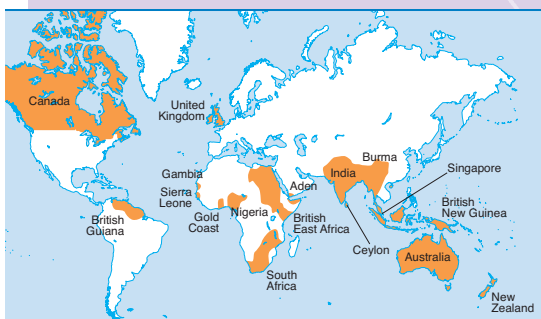 Canada
United
Kingdom
Gambia
Sierra
Leone
Gold
Coast
Nigeria
British
Guiana
Aden
British
East Africa
South
Africa
India
Burma
Singapore
Ceylon
British
New Guinea
Australia
New
Zealand